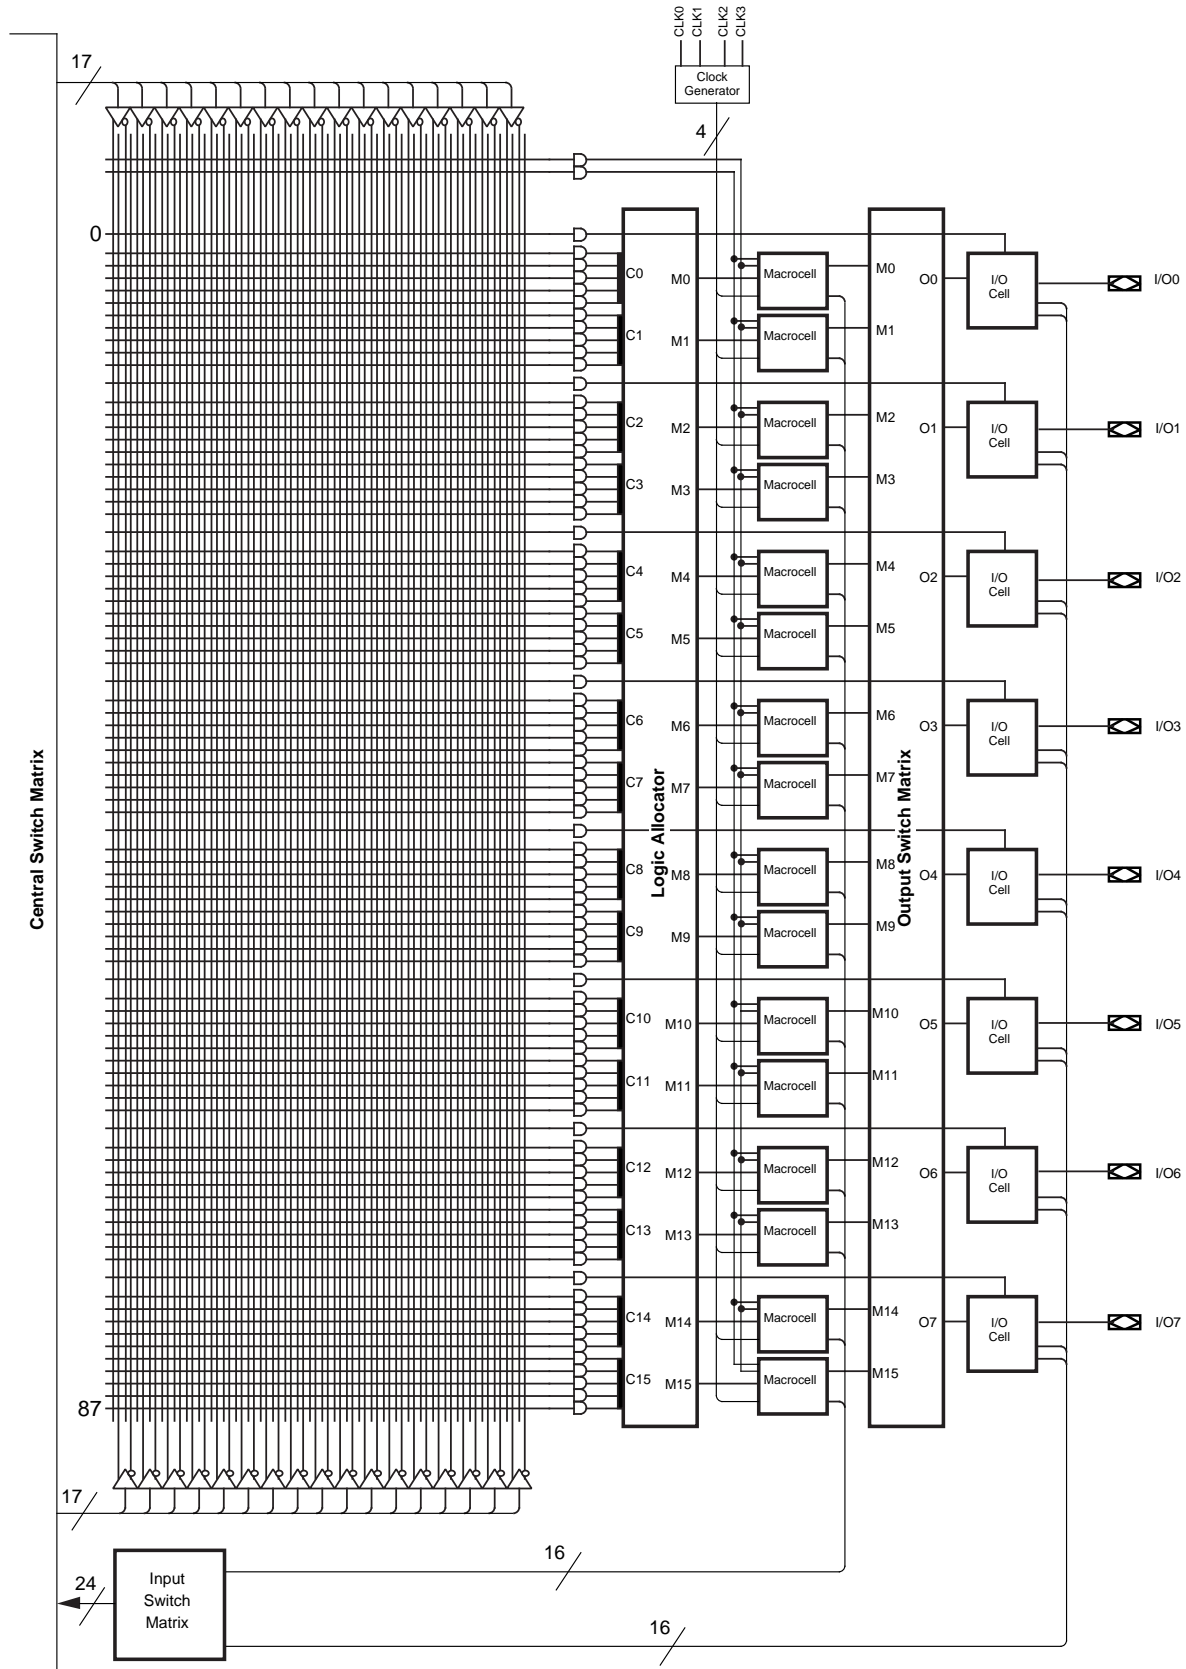 CLK0
CLK1
CLK2
CLK3
17
Clock
Generator
4
0
C0
M0
Macrocell
M0
O0
I/O
Cell
I/O0
C1
M1
Macrocell
M1
C2
M2
Macrocell
M2
O1
I/O
Cell
I/O1
C3
M3
Macrocell
M3
C4
M4
Macrocell
M4
O2
I/O
Cell
I/O2
C5
M5
Macrocell
M5
C6
M6
Macrocell
M6
O3
I/O
Cell
I/O3
C7
M7
Macrocell
M7
Central Switch Matrix
Logic Allocator
Output Switch Matrix
C8
M8
Macrocell
M8
O4
I/O
Cell
I/O4
C9
M9
Macrocell
M9
C10
M10
Macrocell
M10
O5
I/O
Cell
I/O5
C11
M11
Macrocell
M11
C12
M12
Macrocell
M12
O6
I/O
Cell
I/O6
C13
M13
Macrocell
M13
C14
M14
Macrocell
M14
O7
I/O
Cell
I/O7
C15
M15
Macrocell
M15
87
17
16
24
Input
Switch
Matrix
16